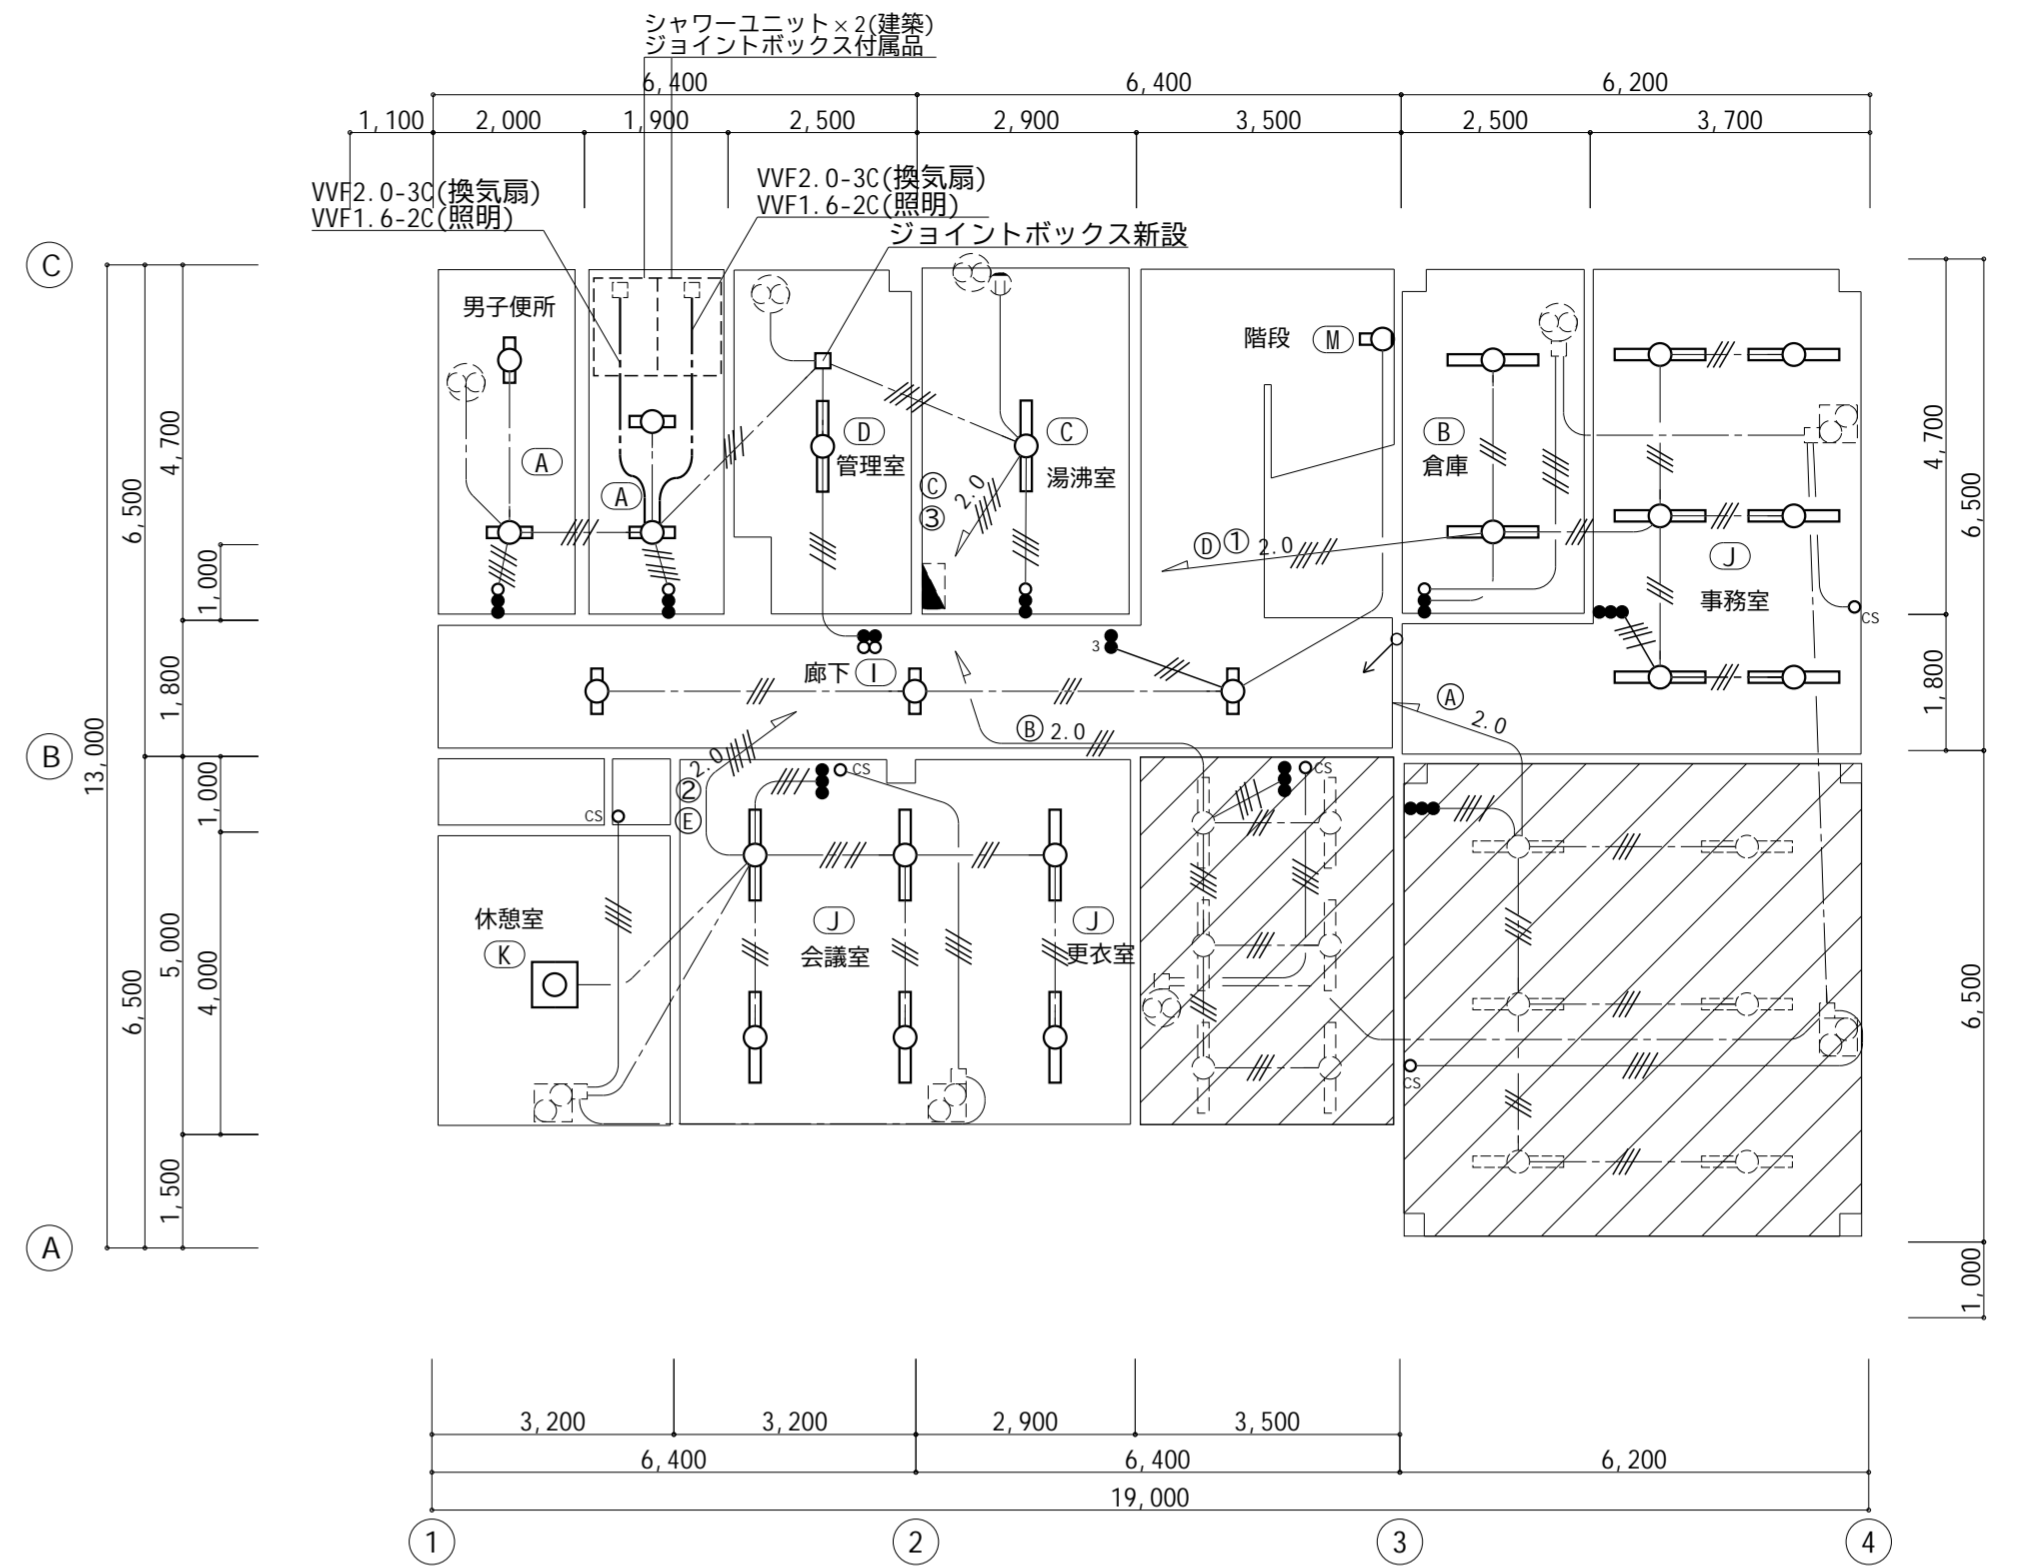 シャワーユニット×2(建築)
ジョイントボックス付属品
6,400
6,400
6,200
1,100
2,000
1,900
2,500
2,900
3,500
2,500
3,700
VVF2.0-3C(換気扇)
VVF1.6-2C(照明)
VVF2.0-3C(換気扇)
VVF1.6-2C(照明)
ジョイントボックス新設
C
男子便所
階段
M
4,700
6,500
1,000
A
A
D
管理室
C
湯沸室
C
3
2.0
B
倉庫
D 1 2.0
J
事務室
CS
4,700
6,500
3
廊下
I
1,800
B 2.0
A
2.0
1,800
B
13,000
2.0
2
E
CS
CS
CS
1,000
5,000
4,000
6,500
休憩室
K
J
会議室
J
更衣室
6,500
CS
1,500
A
1,000
3,200
3,200
2,900
3,500
6,400
6,400
6,200
19,000
1
2
3
4